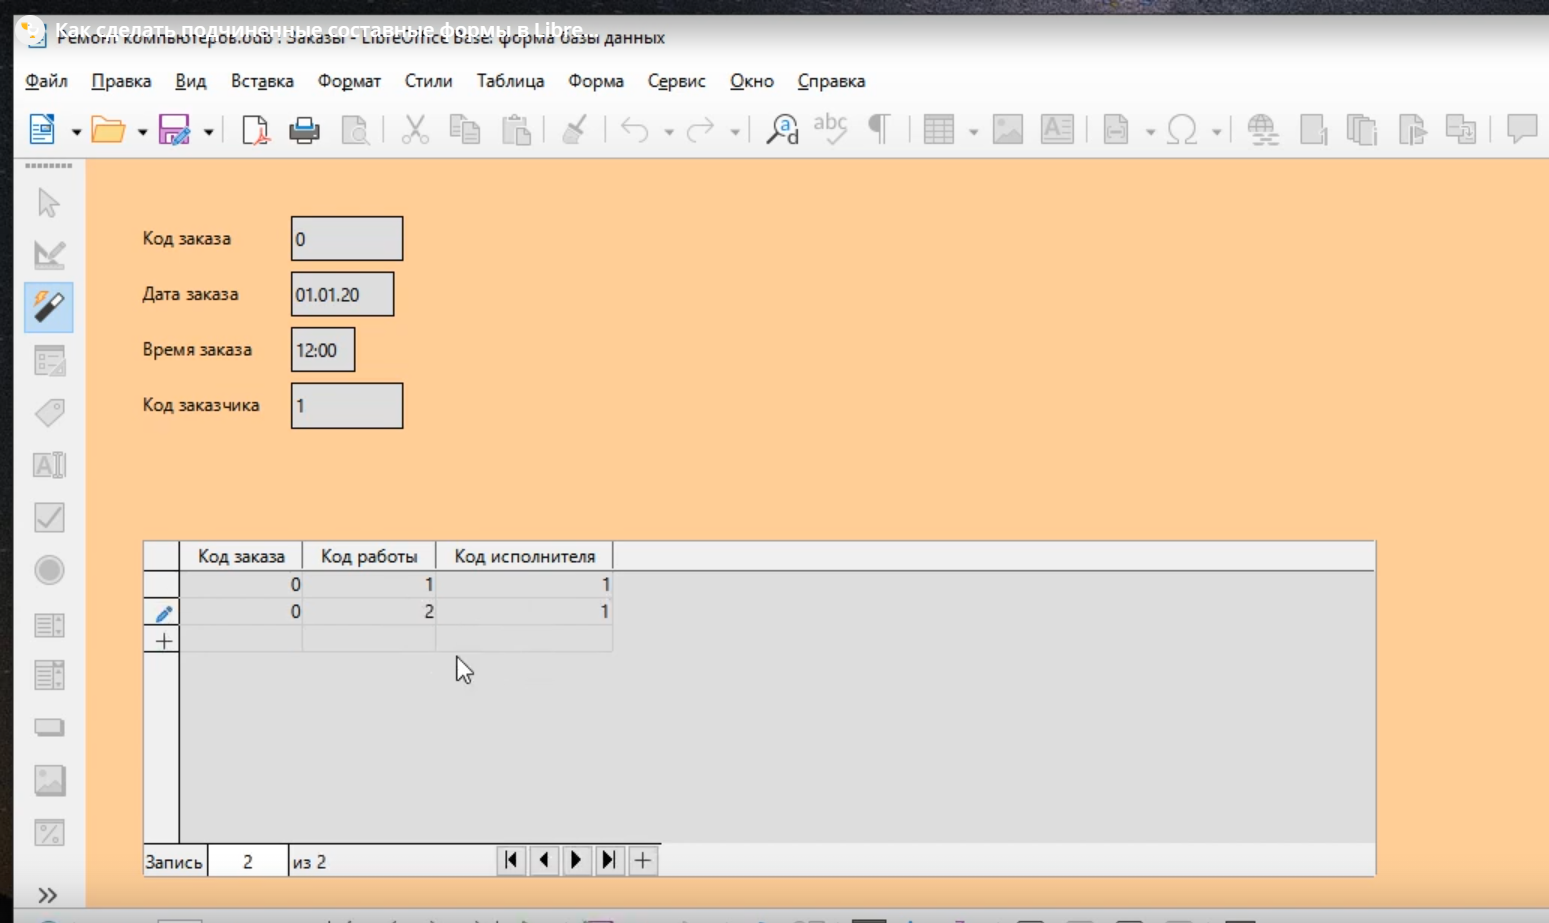 Как сделать подчиненные составные формы в Libre...
Ремонт компьютеров.odb : Заказы - LibreOffice Base: форма базы данных
Файл Правка Вид Вставка Формат Стили Таблица Форма Сервис Окно Справка
Код заказа 0
Дата заказа 01.01.20
Время заказа 12:00
Код заказчика 1
Код заказа Код работы Код исполнителя
0 1 1
0 2 1
Запись 2 из 2